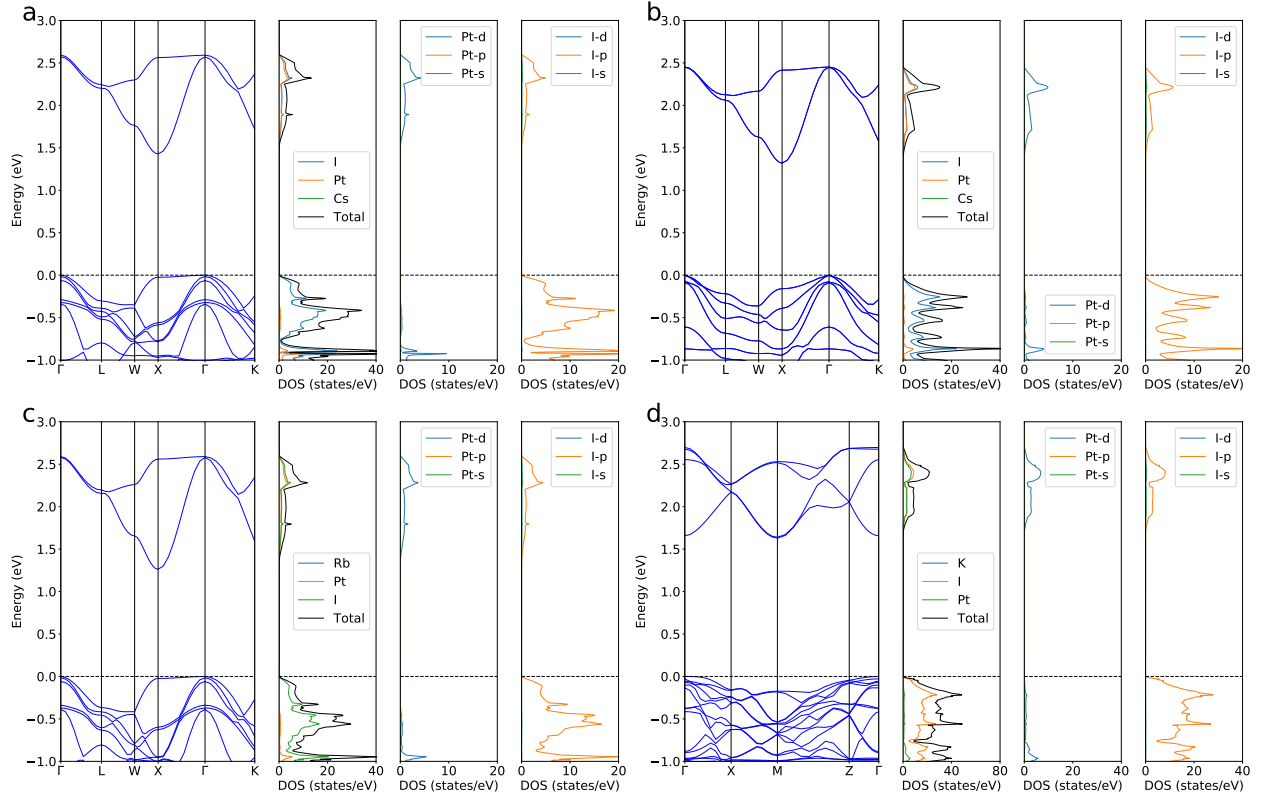 a
Energy (eV)
3.0
2.5
2.0
1.5
1.0
0.5
0.0
−0.5
−1.0
Γ L W X Γ K
I
Pt
Cs
Total
0 20 40
DOS (states/eV)
Pt-d
Pt-p
Pt-s
0 10 20
DOS (states/eV)
I-d
I-p
I-s
0 10 20
DOS (states/eV)
b
Energy (eV)
3.0
2.5
2.0
1.5
1.0
0.5
0.0
−0.5
−1.0
Γ L W X Γ K
I
Pt
Cs
Total
0 20 40
DOS (states/eV)
Pt-d
Pt-p
Pt-s
0 10 20
DOS (states/eV)
I-d
I-p
I-s
0 10 20
DOS (states/eV)
c
Energy (eV)
3.0
2.5
2.0
1.5
1.0
0.5
0.0
−0.5
−1.0
Γ L W X Γ K
Rb
Pt
I
Total
0 20 40
DOS (states/eV)
Pt-d
Pt-p
Pt-s
0 10 20
DOS (states/eV)
I-d
I-p
I-s
0 10 20
DOS (states/eV)
d
Energy (eV)
3.0
2.5
2.0
1.5
1.0
0.5
0.0
−0.5
−1.0
Γ X M Z Γ
K
I
Pt
Total
0 40 80
DOS (states/eV)
Pt-d
Pt-p
Pt-s
0 20 40
DOS (states/eV)
I-d
I-p
I-s
0 20 40
DOS (states/eV)